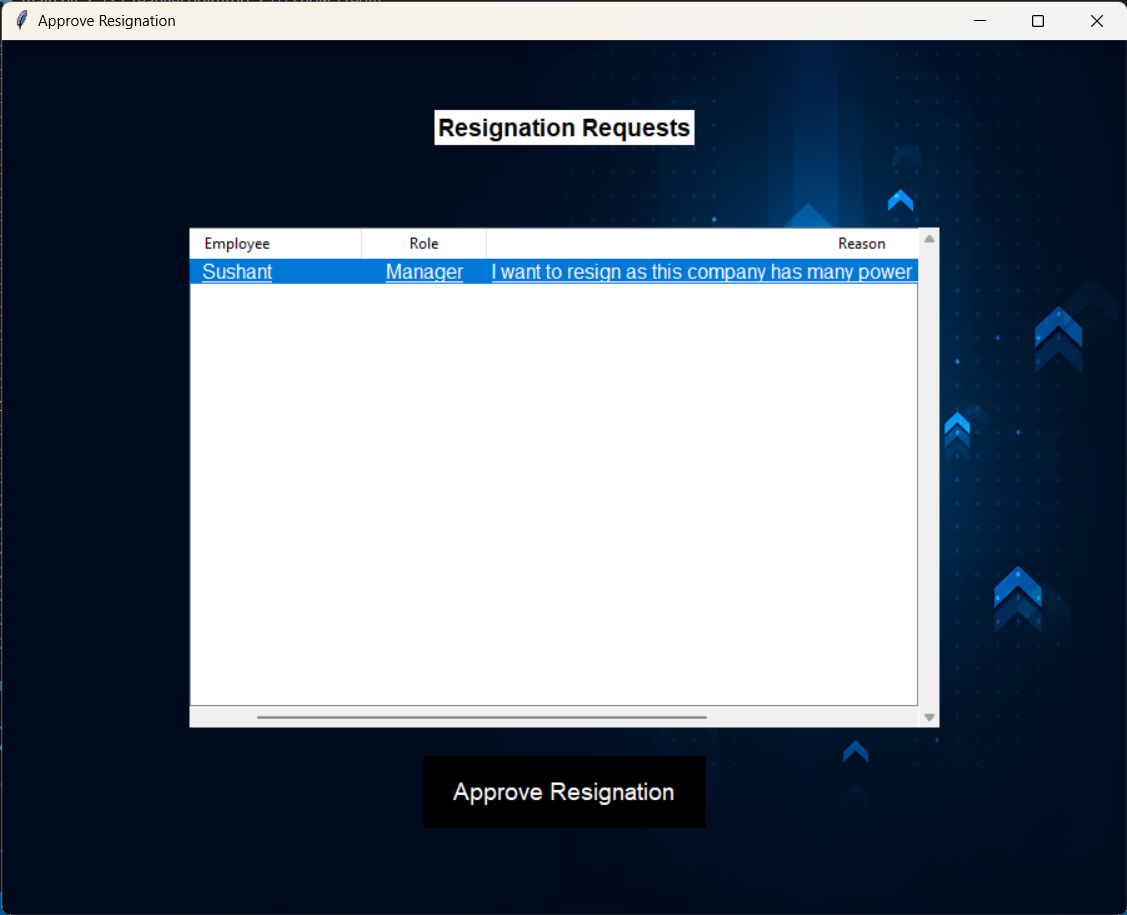 Approve Resignation
Resignation Requests
Employee Role Reason
Sushant Manager I want to resign as this company has many power
Approve Resignation